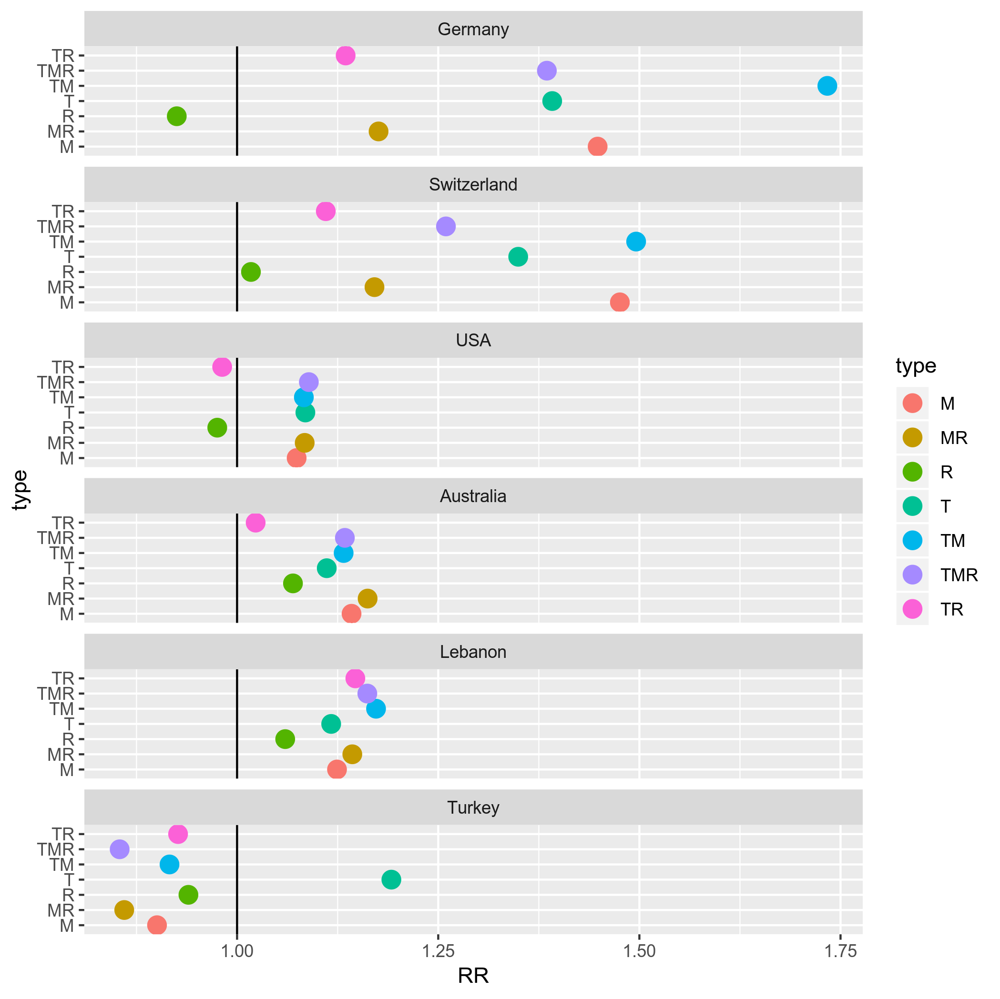 Germany
TR
TMR
TM
T
R
MR
M
Switzerland
TR
TMR
TM
T
R
MR
M
USA
TR
TMR
TM
T
R
MR
M
Australia
TR
TMR
TM
T
R
MR
M
Lebanon
TR
TMR
TM
T
R
MR
M
Turkey
TR
TMR
TM
T
R
MR
M
1.00 1.25 1.50 1.75
RR
type
type
M
MR
R
T
TM
TMR
TR